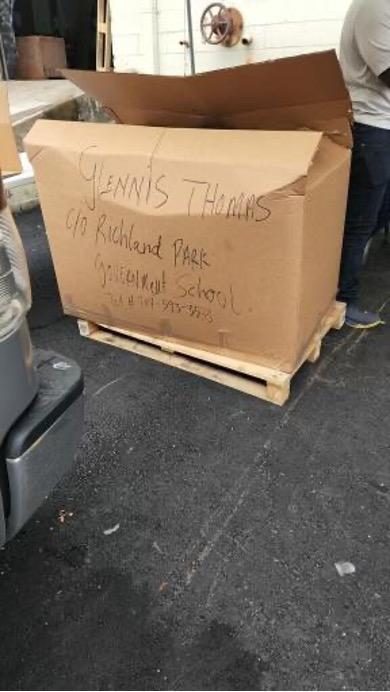 GLENNIS THOMAS
c/o Richland PARK
GOVERNMENT School
Tel #